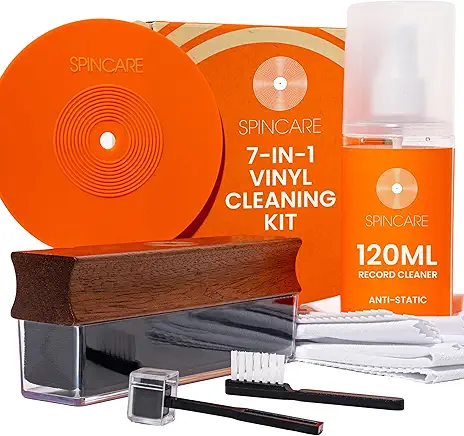 SPINCARE
SPINCARE
7-IN-1
VINYL
CLEANING
KIT
SPINCARE
120ML
RECORD CLEANER
ANTI-STATIC